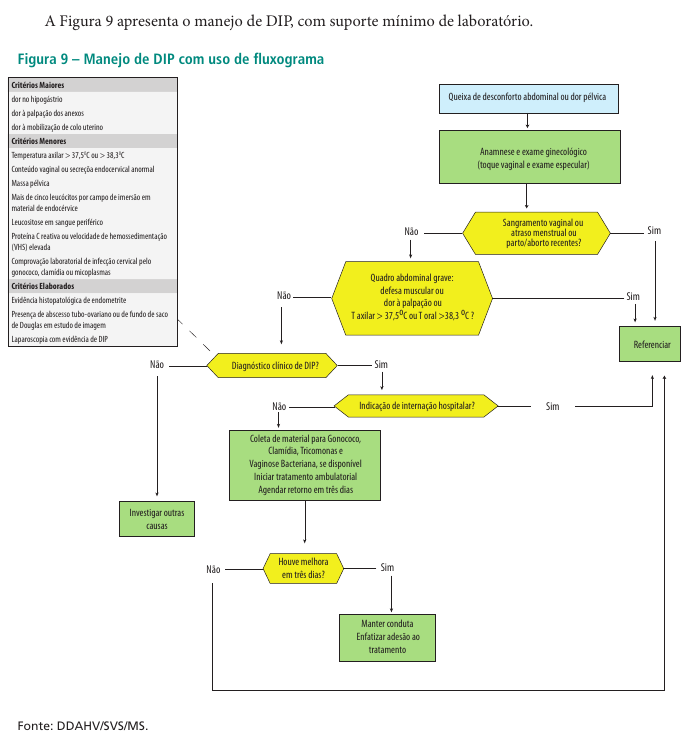 A Figura 9 apresenta o manejo de DIP, com suporte mínimo de laboratório.
Figura 9 – Manejo de DIP com uso de fluxograma
Critérios Maiores
dor no hipogástrio
dor à palpação dos anexos
dor à mobilização de colo uterino
Critérios Menores
Temperatura axilar > 37,5ºC ou > 38,3ºC
Conteúdo vaginal ou secreçõa endocervical anormal
Massa pélvica
Mais de cinco leucócitos por campo de imersão em
material de endocérvice
Leucositose em sangue periférico
Proteína C reativa ou velocidade de hemossedimentação
(VHS) elevada
Comprovação laboratorial de infecção cervical pelo
gonococo, clamídia ou micoplasmas
Critérios Elaborados
Evidência histopatológica de endometrite
Presença de abscesso tubo-ovariano ou de fundo de saco
de Douglas em estudo de imagem
Laparoscopia com evidência de DIP
Queixa de desconforto abdominal ou dor pélvica
Anamnese e exame ginecológico
(toque vaginal e exame especular)
Sangramento vaginal ou
atraso menstrual ou
parto/aborto recentes?
Não
Sim
Quadro abdominal grave:
defesa muscular ou
dor à palpação ou
T axilar > 37,5ºC ou T oral >38,3 ºC ?
Não
Sim
Referenciar
Diagnóstico clínico de DIP?
Não
Sim
Indicação de internação hospitalar?
Não
Sim
Coleta de material para Gonococo,
Clamídia, Tricomonas e
Vaginose Bacteriana, se disponível
Iniciar tratamento ambulatorial
Agendar retorno em três dias
Investigar outras
causas
Houve melhora
em três dias?
Não
Sim
Manter conduta
Enfatizar adesão ao
tratamento
Fonte: DDAHV/SVS/MS.